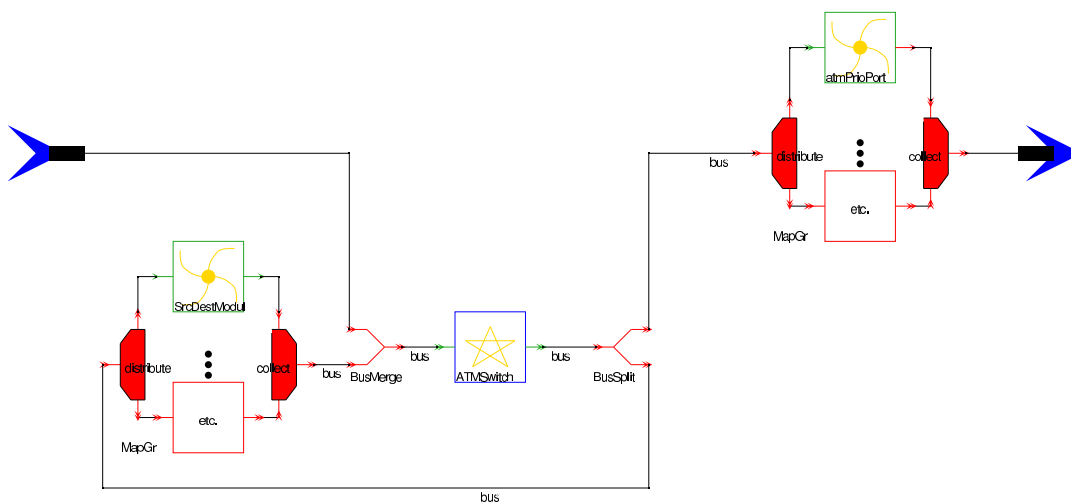 atmPrioPort
distribute
collect
bus
etc.
MapGr
SrcDestModul
distribute
collect
bus
BusMerge
bus
ATMSwitch
bus
BusSplit
etc.
MapGr
bus